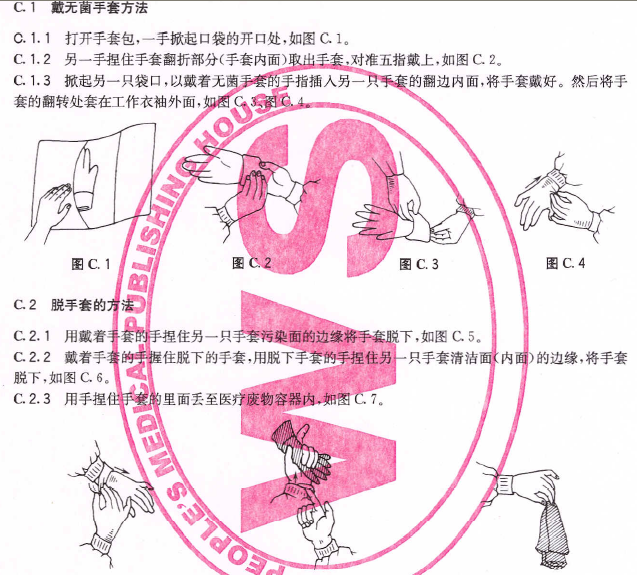 C.1 戴无菌手套方法
C.1.1 打开手套包,一手掀起口袋的开口处,如图C.1。
C.1.2 另一手捏住手套翻折部分(手套内面)取出手套,对准五指戴上,如图C.2。
C.1.3 掀起另一只袋口,以戴着无菌手套的手指插入另一只手套的翻边内面,将手套戴好。然后将手
套的翻转处套在工作衣袖外面,如图C.3、图C.4。
图C.1
图C.2
图C.3
图C.4
C.2 脱手套的方法
C.2.1 用戴着手套的手捏住另一只手套污染面的边缘将手套脱下,如图C.5。
C.2.2 戴着手套的手握住脱下的手套,用脱下手套的手捏住另一只手套清洁面(内面)的边缘,将手套
脱下,如图C.6。
C.2.3 用手捏住手套的里面丢至医疗废物容器内,如图C.7。
PEOPLE'S MEDICAL PUBLISHING HOUSE